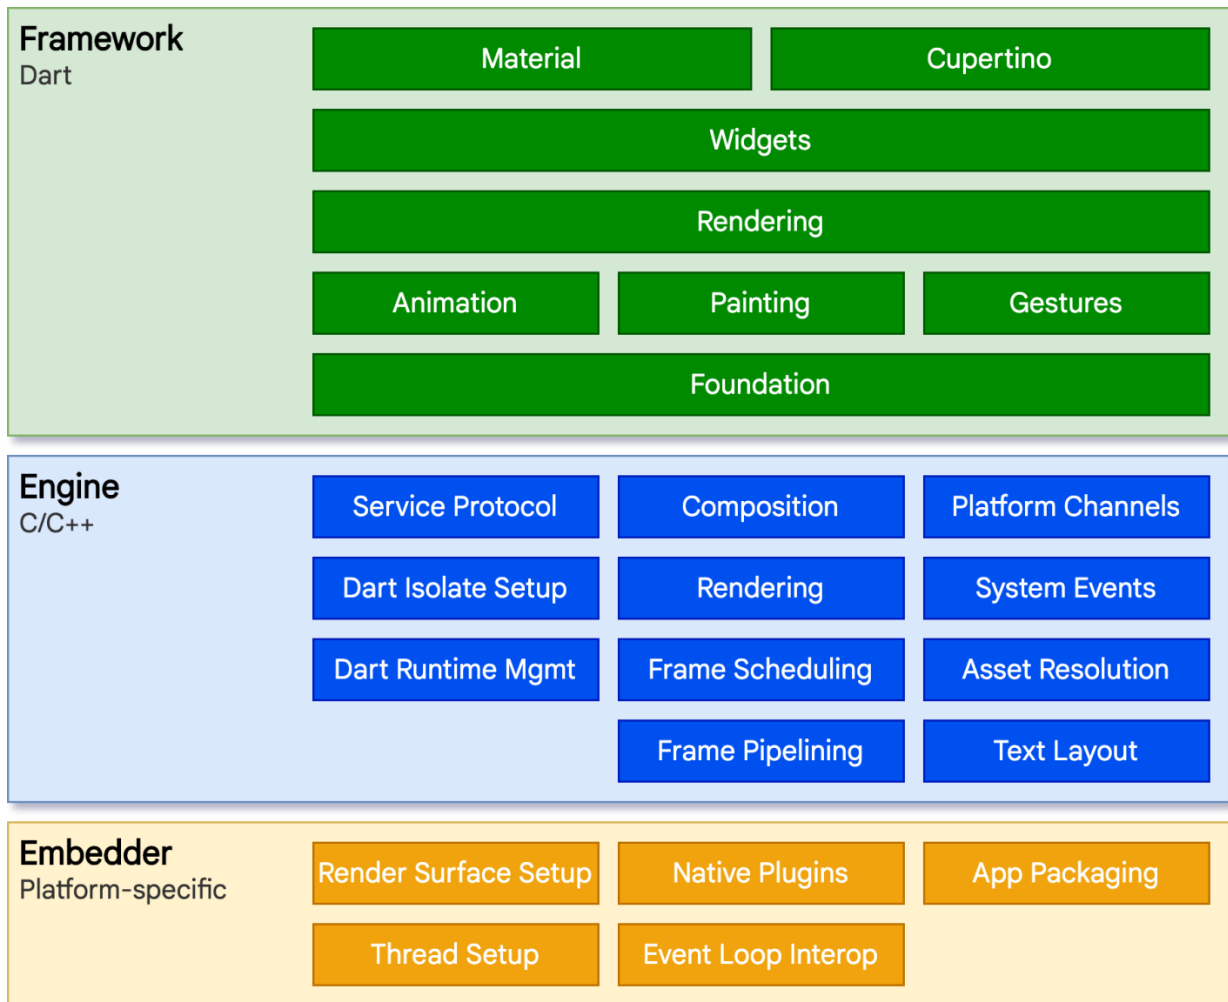 Framework
Dart
Material
Cupertino
Widgets
Rendering
Animation
Painting
Gestures
Foundation
Engine
C/C++
Service Protocol
Composition
Platform Channels
Dart Isolate Setup
Rendering
System Events
Dart Runtime Mgmt
Frame Scheduling
Asset Resolution
Frame Pipelining
Text Layout
Embedder
Platform-specific
Render Surface Setup
Native Plugins
App Packaging
Thread Setup
Event Loop Interop